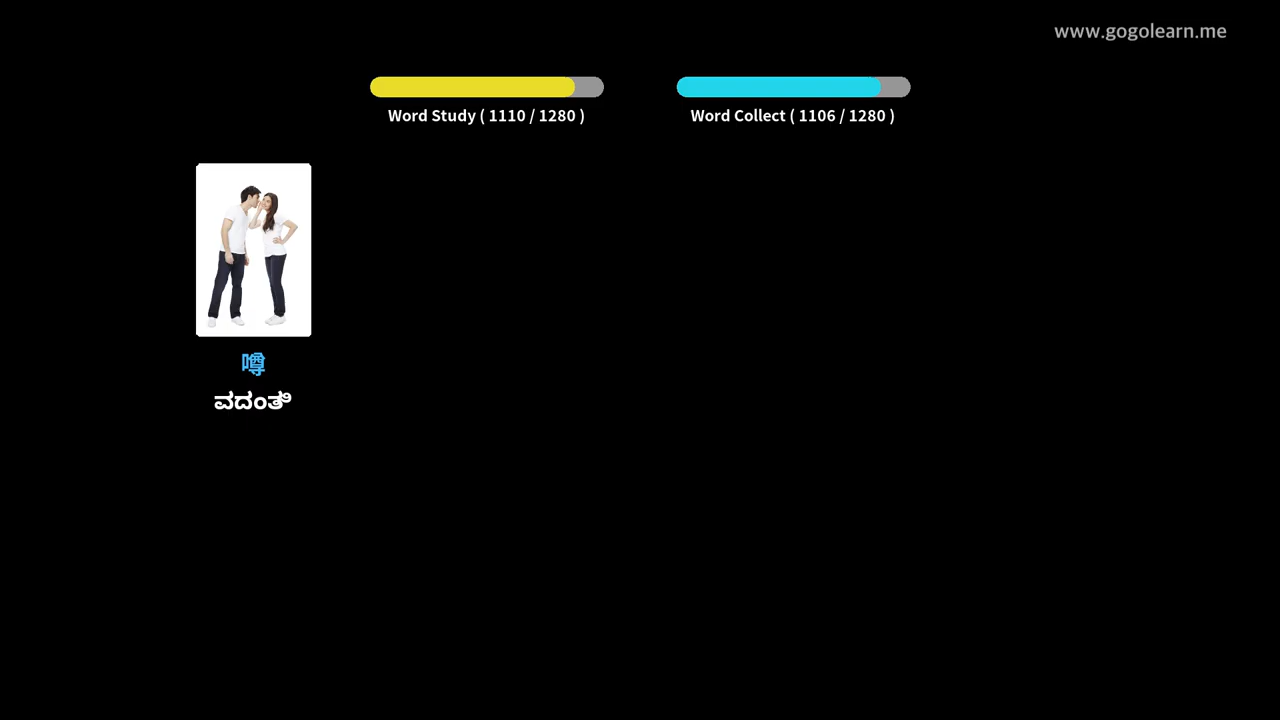 www.gogolearn.me
Word Study ( 1110 / 1280 )
Word Collect ( 1106 / 1280 )
噂
ವದಂತಿ